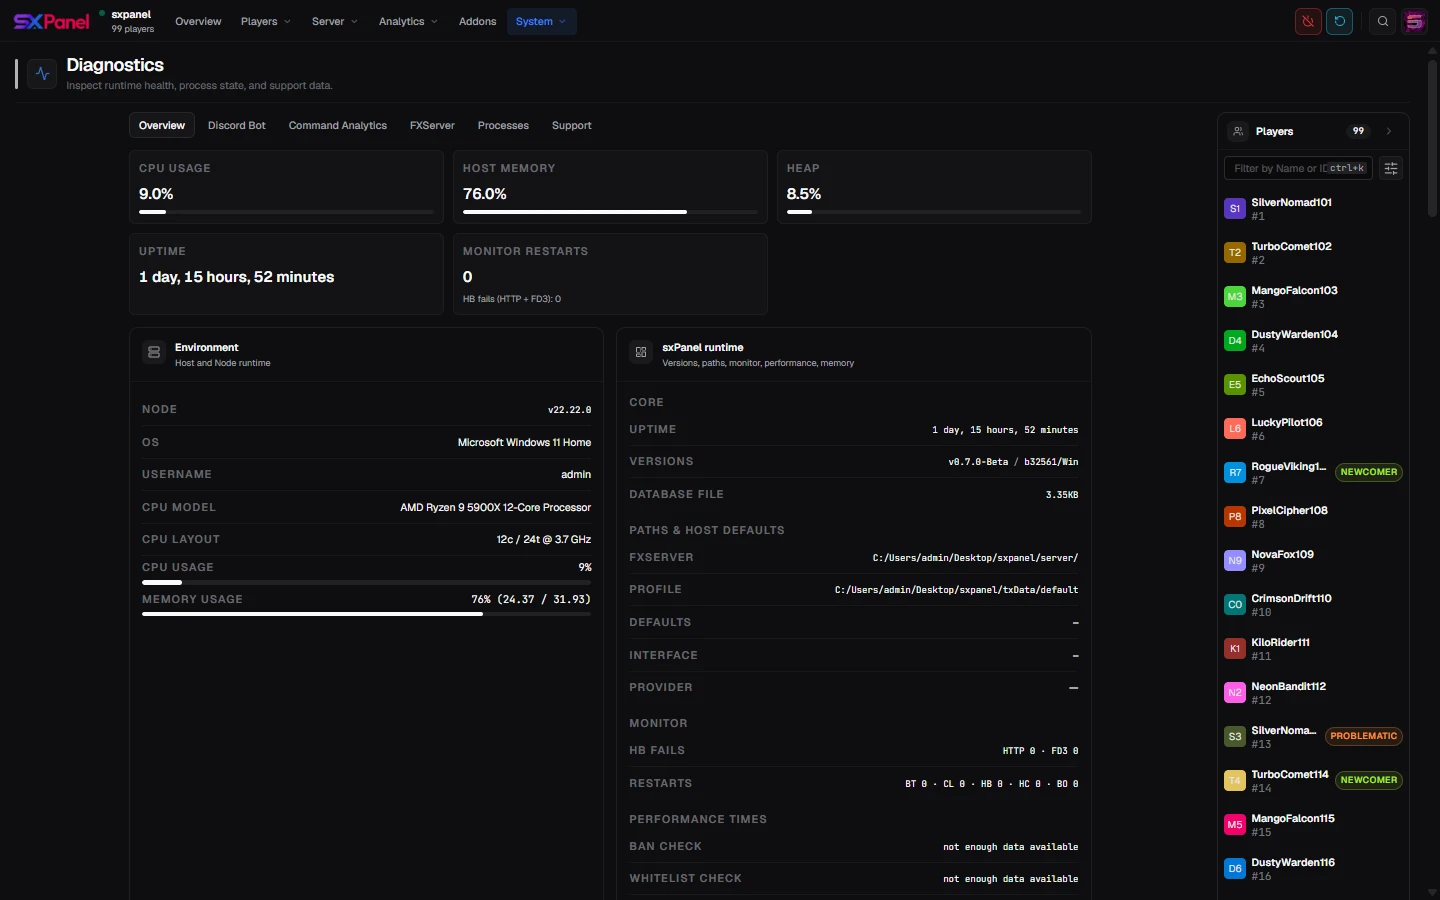 SXPanel
sxpanel
99 players
Overview
Players
Server
Analytics
Addons
System
Diagnostics
Inspect runtime health, process state, and support data.
Overview
Discord Bot
Command Analytics
FXServer
Processes
Support
CPU USAGE
9.0%
HOST MEMORY
76.0%
HEAP
8.5%
UPTIME
1 day, 15 hours, 52 minutes
MONITOR RESTARTS
0
HB fails (HTTP + FD3): 0
Environment
Host and Node runtime
NODE v22.22.0
OS Microsoft Windows 11 Home
USERNAME admin
CPU MODEL AMD Ryzen 9 5900X 12-Core Processor
CPU LAYOUT 12c / 24t @ 3.7 GHz
CPU USAGE 9%
MEMORY USAGE 76% (24.37 / 31.93)
sxPanel runtime
Versions, paths, monitor, performance, memory
CORE
UPTIME 1 day, 15 hours, 52 minutes
VERSIONS v0.7.0-Beta / b32561/Win
DATABASE FILE 3.35KB
PATHS & HOST DEFAULTS
FXSERVER C:/Users/admin/Desktop/sxpanel/server/
PROFILE C:/Users/admin/Desktop/sxpanel/txData/default
DEFAULTS –
INTERFACE –
PROVIDER —
MONITOR
HB FAILS HTTP 0 · FD3 0
RESTARTS BT 0 · CL 0 · HB 0 · HC 0 · BO 0
PERFORMANCE TIMES
BAN CHECK not enough data available
WHITELIST CHECK not enough data available
Players 99
Filter by Name or ID ctrl+k
S1 SilverNomad101
#1
T2 TurboComet102
#2
M3 MangoFalcon103
#3
D4 DustyWarden104
#4
E5 EchoScout105
#5
L6 LuckyPilot106
#6
R7 RogueViking1... NEWCOMER
#7
P8 PixelCipher108
#8
N9 NovaFox109
#9
C0 CrimsonDrift110
#10
K1 KiloRider111
#11
N2 NeonBandit112
#12
S3 SilverNoma... PROBLEMATIC
#13
T4 TurboComet114 NEWCOMER
#14
M5 MangoFalcon115
#15
D6 DustyWarden116
#16